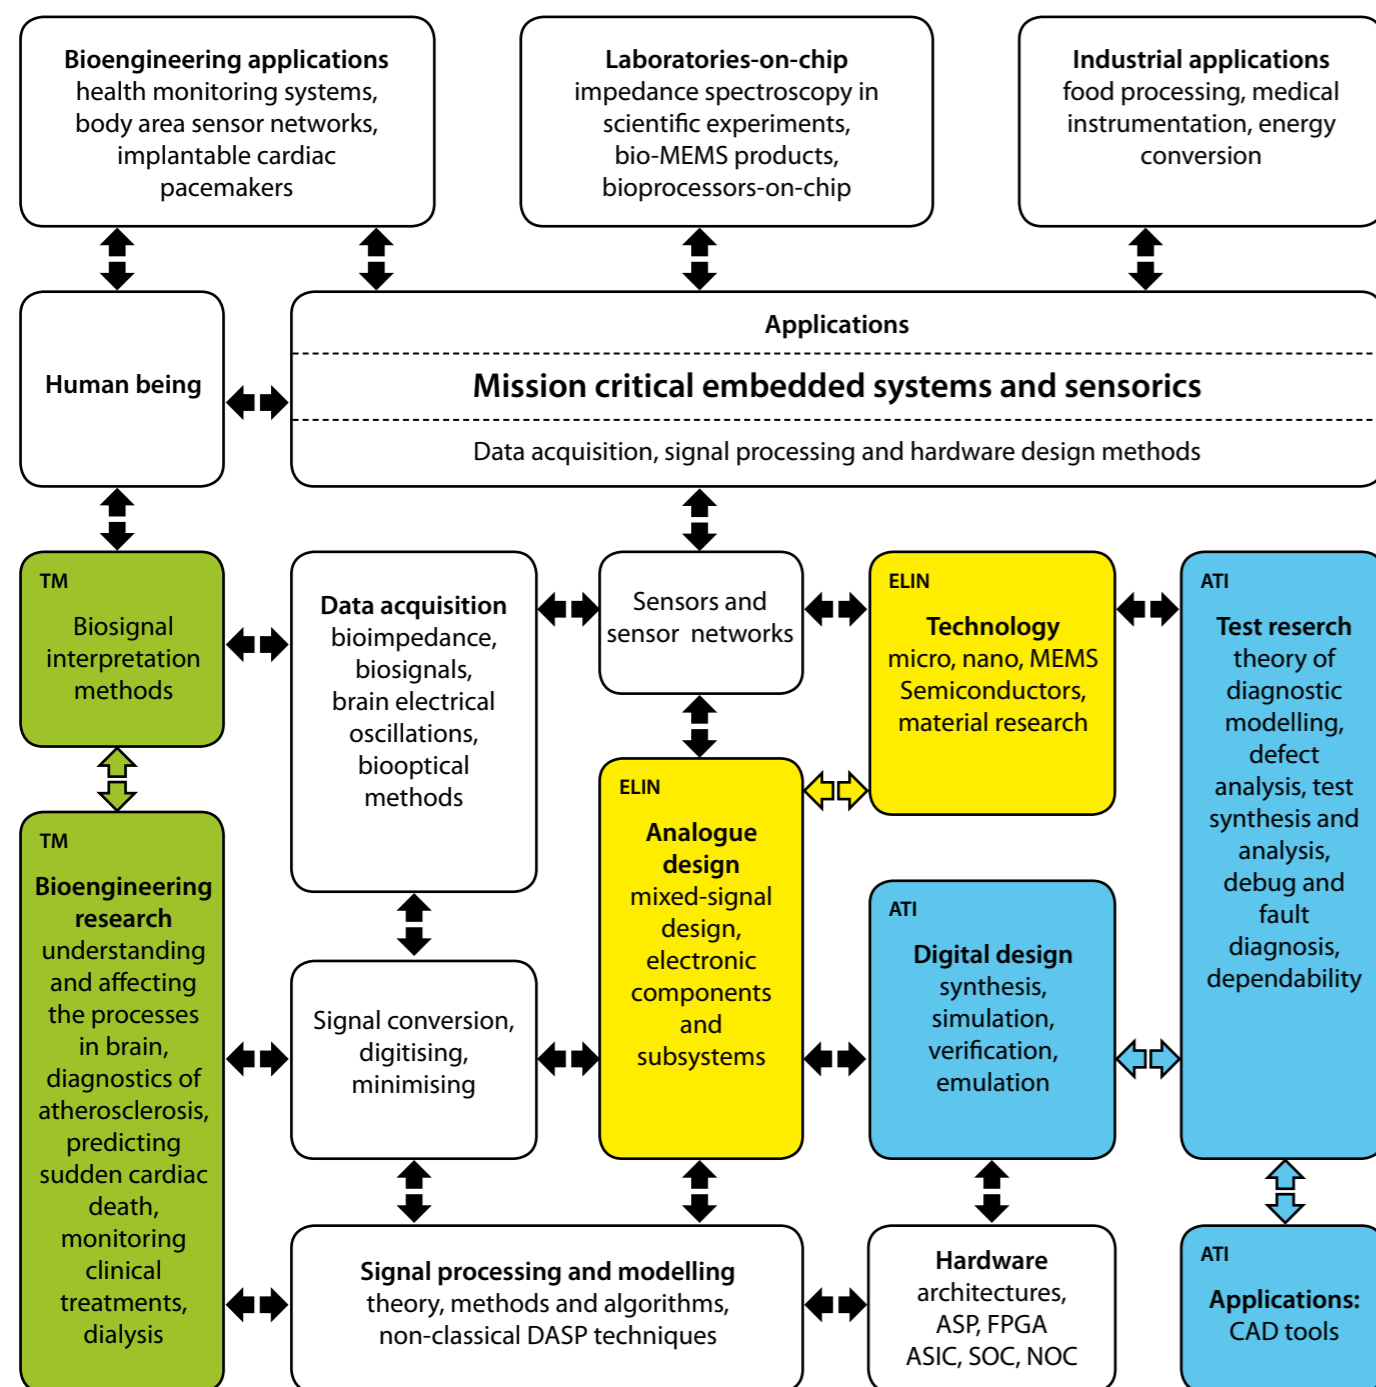 Bioengineering applications
health monitoring systems,
body area sensor networks,
implantable cardiac
pacemakers
Laboratories-on-chip
impedance spectroscopy in
scientific experiments,
bio-MEMS products,
bioprocessors-on-chip
Industrial applications
food processing, medical
instrumentation, energy
conversion
Human being
Applications
Mission critical embedded systems and sensorics
Data acquisition, signal processing and hardware design methods
TM
Biosignal
interpretation
methods
Data acquisition
bioimpedance,
biosignals,
brain electrical
oscillations,
biooptical
methods
Sensors and
sensor networks
ELIN
Technology
micro, nano, MEMS
Semiconductors,
material research
ATI
Test reserch
theory of
diagnostic
modelling,
defect
analysis, test
synthesis and
analysis,
debug and
fault
diagnosis,
dependability
TM
Bioengineering
research
understanding
and affecting
the processes
in brain,
diagnostics of
atherosclerosis,
predicting
sudden cardiac
death,
monitoring
clinical
treatments,
dialysis
Signal conversion,
digitising,
minimising
ELIN
Analogue
design
mixed-signal
design,
electronic
components
and
subsystems
ATI
Digital design
synthesis,
simulation,
verification,
emulation
Signal processing and modelling
theory, methods and algorithms,
non-classical DASP techniques
Hardware
architectures,
ASP, FPGA
ASIC, SOC, NOC
ATI
Applications:
CAD tools